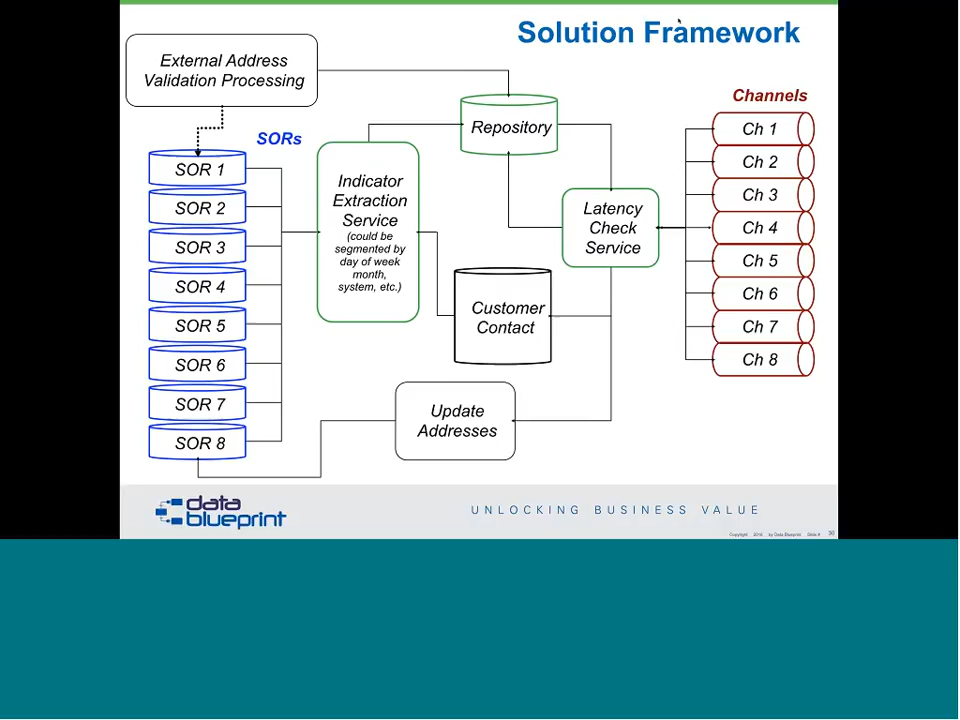 Solution Framework
External Address
Validation Processing
SORs
Channels
SOR 1
SOR 2
SOR 3
SOR 4
SOR 5
SOR 6
SOR 7
SOR 8
Indicator
Extraction
Service
(could be
segmented by
day of week
month,
system, etc.)
Repository
Latency
Check
Service
Customer
Contact
Update
Addresses
Ch 1
Ch 2
Ch 3
Ch 4
Ch 5
Ch 6
Ch 7
Ch 8
data
blueprint
UNLOCKING BUSINESS VALUE
Copyright 2016 by Data Blueprint Slide # 30